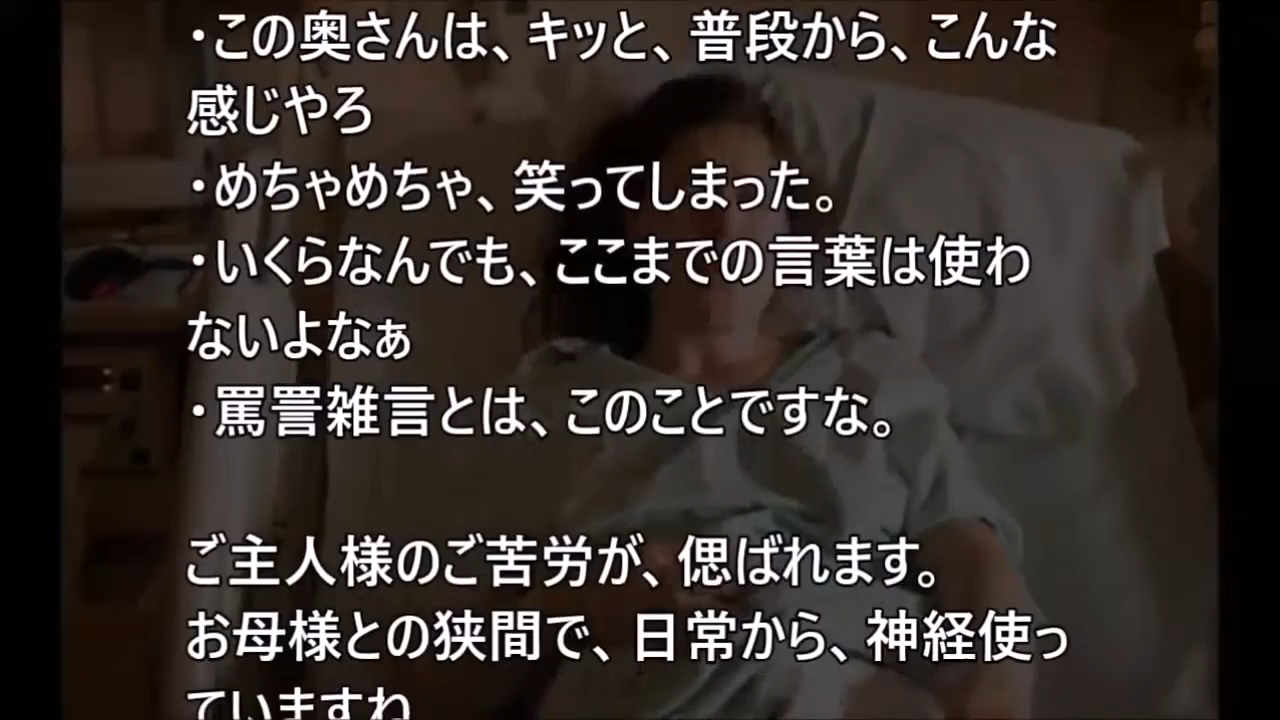 ・この奥さんは、キッと、普段から、こんな
感じやろ
・めちゃめちゃ、笑ってしまった。
・いくらなんでも、ここまでの言葉は使わ
ないよなぁ
・罵詈雑言とは、このことですな。
ご主人様のご苦労が、偲ばれます。
お母様との狭間で、日常から、神経使っ
ていますね